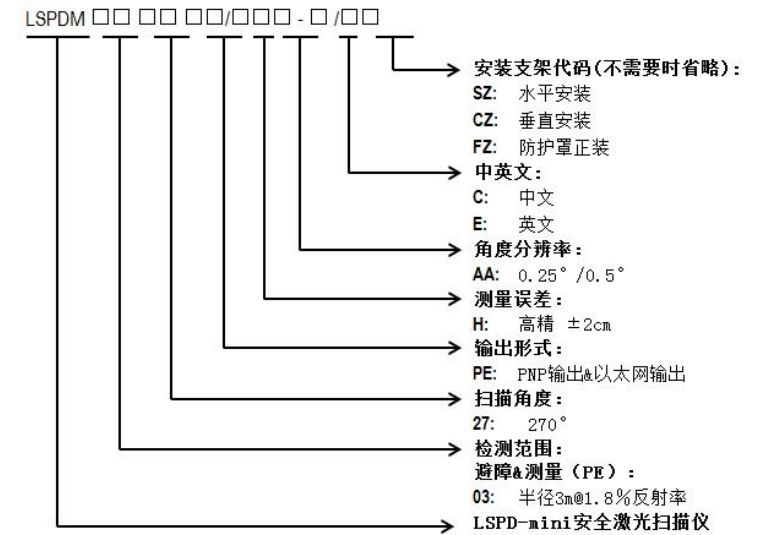 LSPDM □□ □□ □□/□□□ - □ /□□
安装支架代码(不需要时省略)：
SZ: 水平安装
CZ: 垂直安装
FZ: 防护罩正装
中英文：
C: 中文
E: 英文
角度分辨率：
AA: 0.25°/0.5°
测量误差：
H: 高精 ±2cm
输出形式：
PE: PNP输出&以太网输出
扫描角度：
27: 270°
检测范围：
避障&测量（PE）：
03: 半径3m@1.8%反射率
LSPD-mini安全激光扫描仪